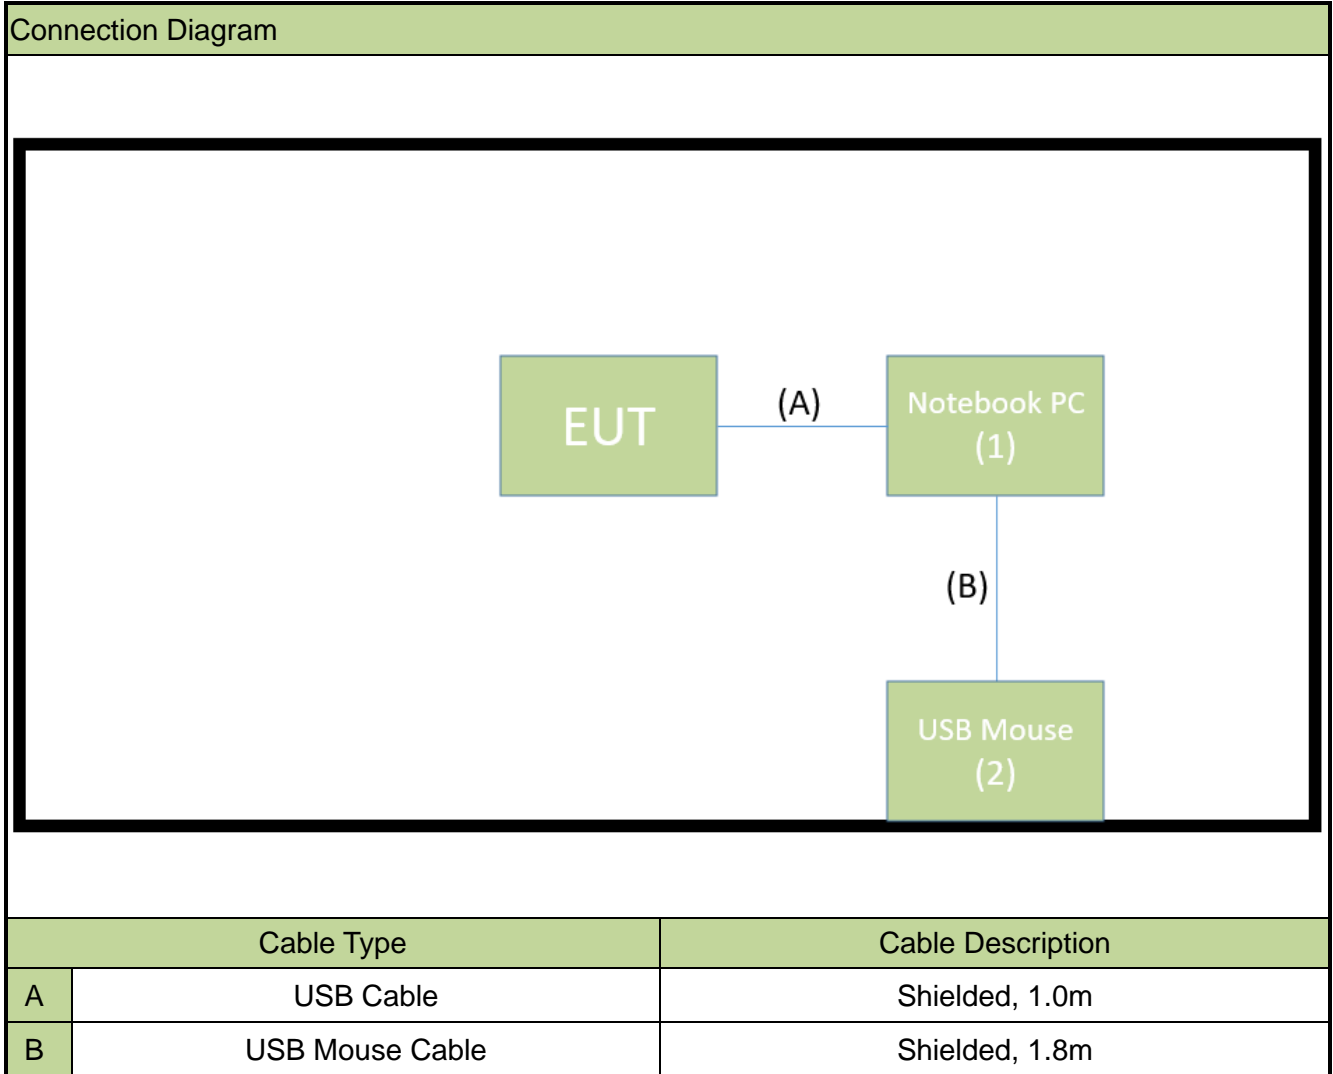 Connection Diagram
EUT
(A)
Notebook PC
(1)
(B)
USB Mouse
(2)
Cable Type Cable Description
A USB Cable Shielded, 1.0m
B USB Mouse Cable Shielded, 1.8m